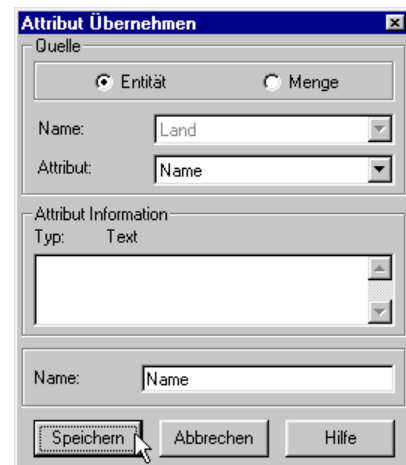 Attribut Übernehmen
Quelle
Entität Menge
Name: Land
Attribut: Name
Attribut Information
Typ: Text
Name: Name
Speichern Abbrechen Hilfe